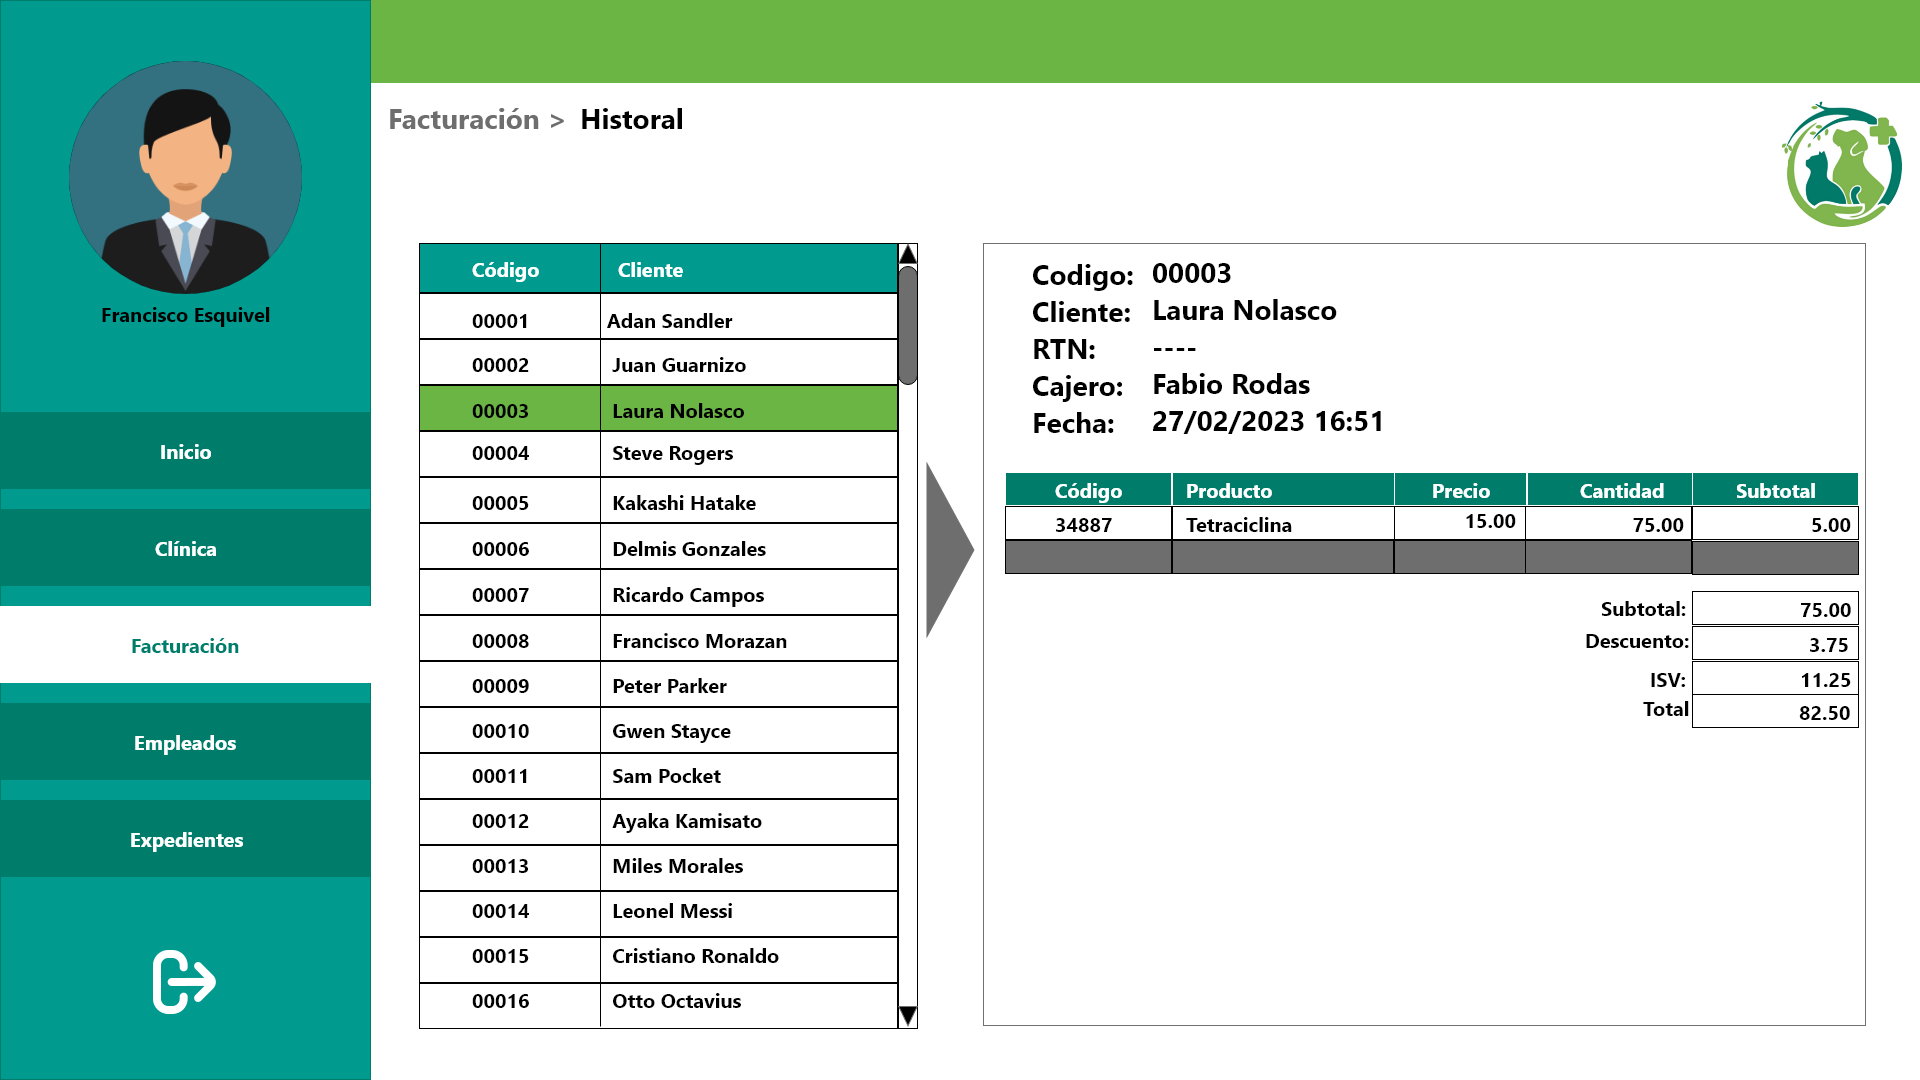 Francisco Esquivel
Inicio
Clínica
Facturación
Empleados
Expedientes
Facturación > Historal
Código Cliente
00001 Adan Sandler
00002 Juan Guarnizo
00003 Laura Nolasco
00004 Steve Rogers
00005 Kakashi Hatake
00006 Delmis Gonzales
00007 Ricardo Campos
00008 Francisco Morazan
00009 Peter Parker
00010 Gwen Stayce
00011 Sam Pocket
00012 Ayaka Kamisato
00013 Miles Morales
00014 Leonel Messi
00015 Cristiano Ronaldo
00016 Otto Octavius
Codigo: 00003
Cliente: Laura Nolasco
RTN: ----
Cajero: Fabio Rodas
Fecha: 27/02/2023 16:51
Código Producto Precio Cantidad Subtotal
34887 Tetraciclina 15.00 75.00 5.00
Subtotal: 75.00
Descuento: 3.75
ISV: 11.25
Total 82.50